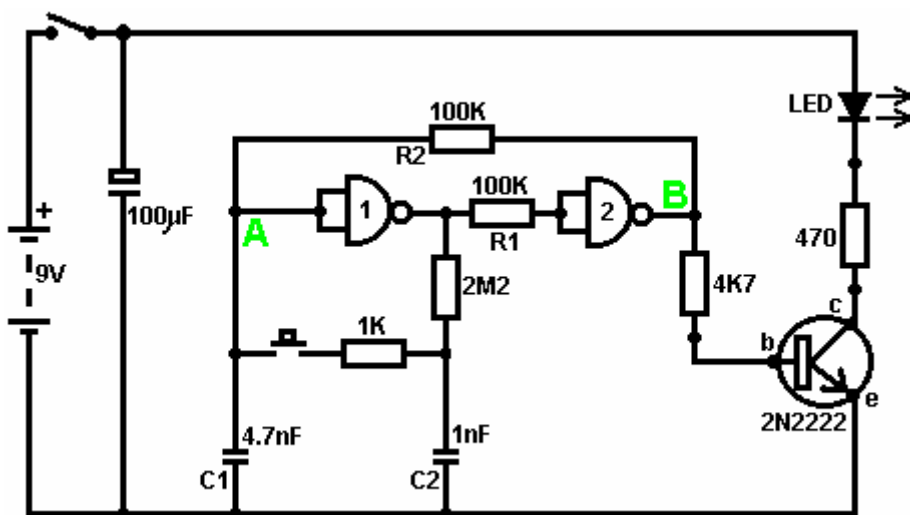 LED
100K
R2
100K
A
1
2
B
R1
100µF
+
9V
2M2
4K7
470
1K
c
b
e
2N2222
4.7nF
1nF
C1
C2